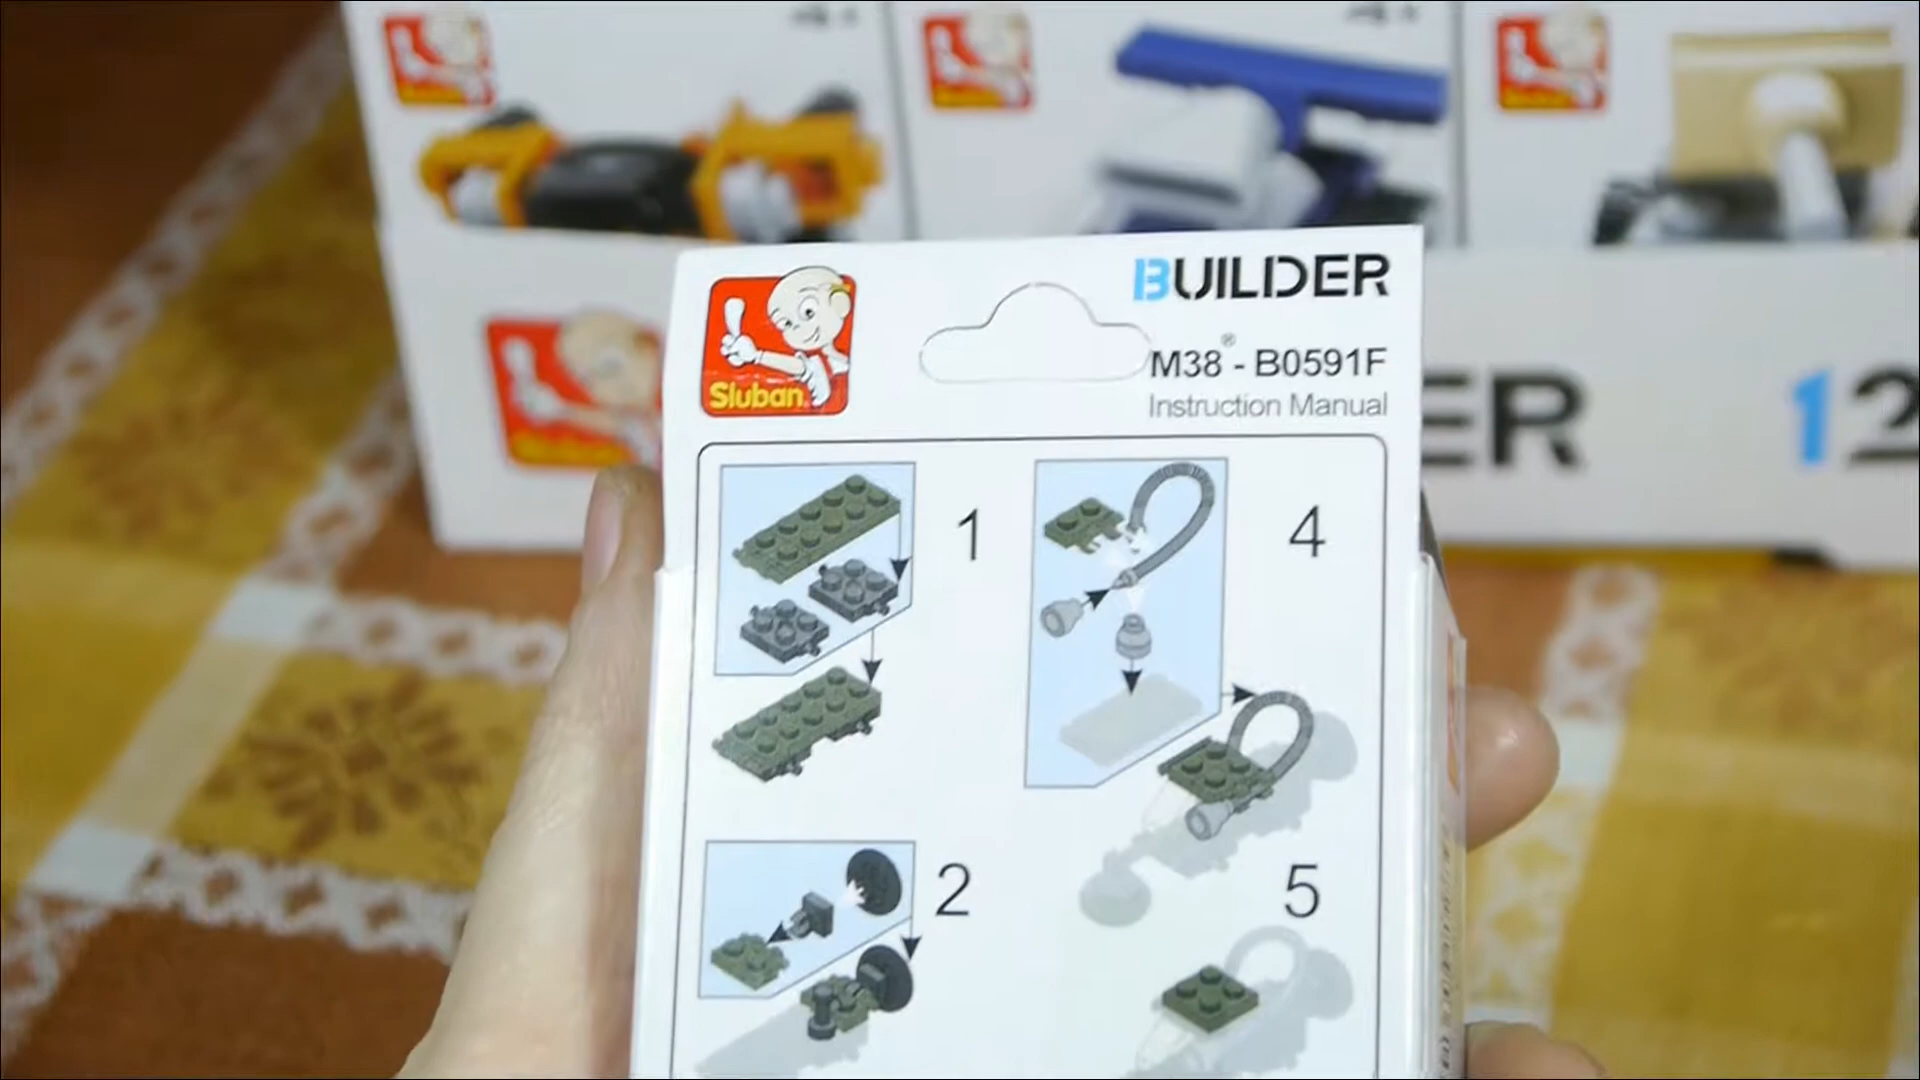 BUILDER
Sluban
®
M38 - B0591F
Instruction Manual
ER
12
1
4
2
5